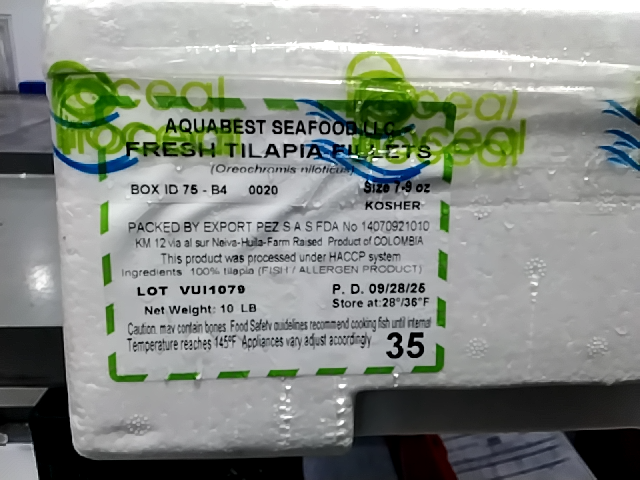 AQUABEST SEAFOOD LLC
FRESH TILAPIA FILLETS
(Oreochromis niloticus)
BOX ID 75 - B4 0020 Size 7-9 oz
KOSHER
PACKED BY EXPORT PEZ S A S FDA No 14070921010
KM 12 via al sur Neiva-Huila-Farm Raised Product of COLOMBIA
This product was processed under HACCP system
Ingredients 100% tilapia (FISH / ALLERGEN PRODUCT)
LOT VUI1079 P. D. 09/28/25
Net Weight: 10 LB Store at: 28°/36°F
Caution, may contain bones. Food Safety guidelines recommend cooking fish until internal
Temperature reaches 145°F Appliances vary adjust accordingly
35